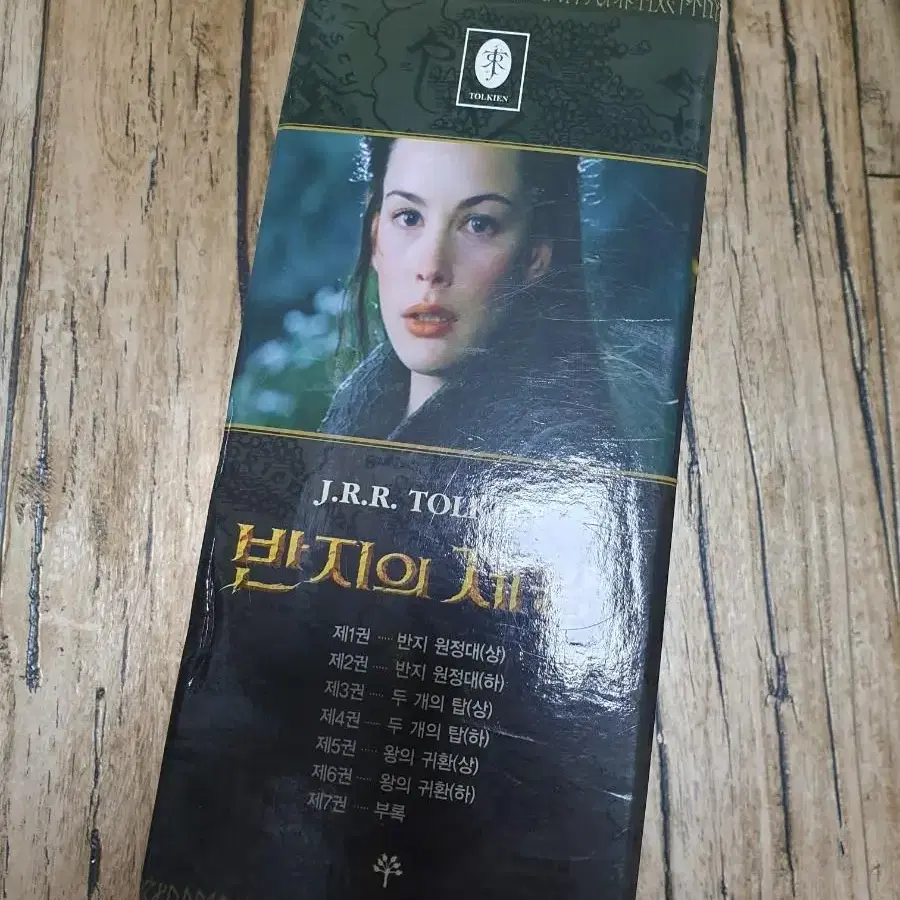 TOLKIEN
J.R.R.
반지의
제1권 ····· 반지 원정대(상)
제2권 ····· 반지 원정대(하)
제3권 ····· 두 개의 탑(상)
제4권 ····· 두 개의 탑(하)
제5권 ····· 왕의 귀환(상)
제6권 ····· 왕의 귀환(하)
제7권 ····· 부록